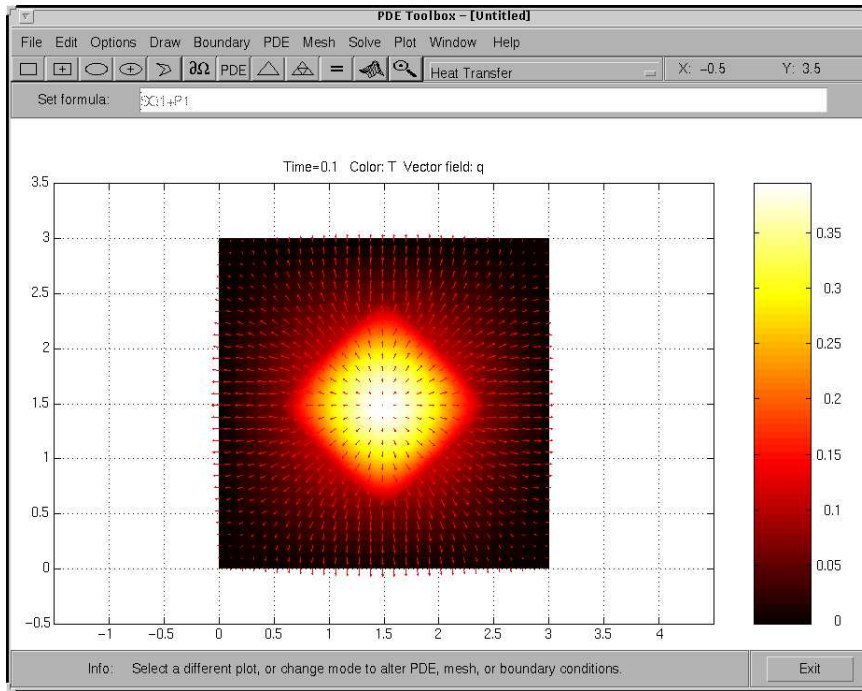 PDE Toolbox – [Untitled]
File Edit Options Draw Boundary PDE Mesh Solve Plot Window Help
∂Ω PDE = Heat Transfer X: –0.5 Y: 3.5
Set formula: SQ1+P1
Time=0.1 Color: T Vector field: q
3.5
3
2.5
2
1.5
1
0.5
0
−0.5
−1 −0.5 0 0.5 1 1.5 2 2.5 3 3.5 4
0.35
0.3
0.25
0.2
0.15
0.1
0.05
0
Info: Select a different plot, or change mode to alter PDE, mesh, or boundary conditions. Exit